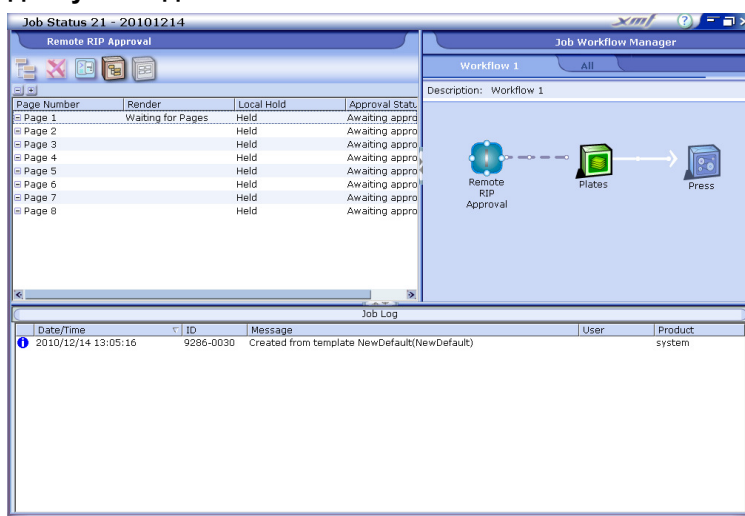 Job Status 21 - 20101214
xmf
?
Remote RIP Approval
Job Workflow Manager
Workflow 1
All
Description: Workflow 1
Page Number Render Local Hold Approval Statu
Page 1 Waiting for Pages Held Awaiting appro
Page 2 Held Awaiting appro
Page 3 Held Awaiting appro
Page 4 Held Awaiting appro
Page 5 Held Awaiting appro
Page 6 Held Awaiting appro
Page 7 Held Awaiting appro
Page 8 Held Awaiting appro
Remote
RIP
Approval
Plates
Press
Job Log
Date/Time ID Message User Product
2010/12/14 13:05:16 9286-0030 Created from template NewDefault(NewDefault) system